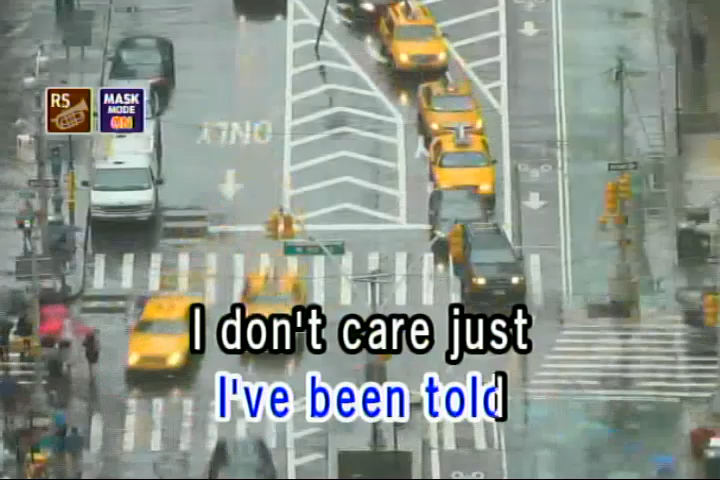 RS
MASK
MODE
ON
ONLY
I don't care just
I've been told